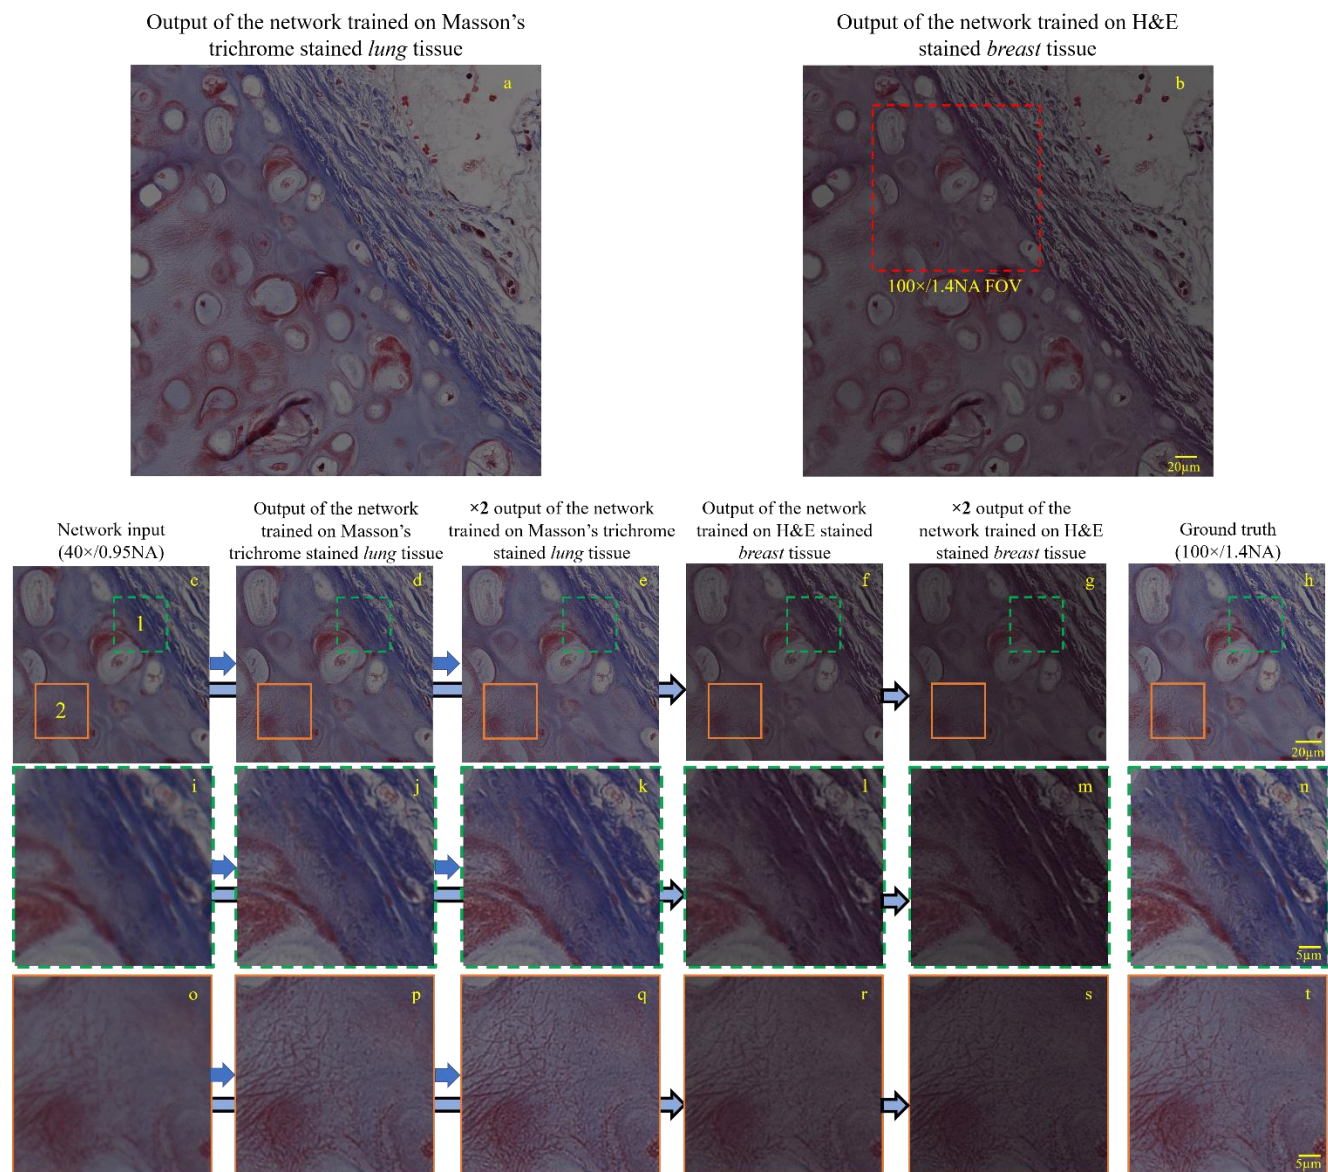 Output of the network trained on Masson’s
trichrome stained lung tissue
Output of the network trained on H&E
stained breast tissue
a
b
100×/1.4NA FOV
20µm
Network input
(40×/0.95NA)
Output of the network
trained on Masson’s
trichrome stained lung tissue
×2 output of the network
trained on Masson’s trichrome
stained lung tissue
Output of the network
trained on H&E stained
breast tissue
×2 output of the
network trained on H&E
stained breast tissue
Ground truth
(100×/1.4NA)
c
d
e
f
g
h
1
2
20µm
i
j
k
l
m
n
5µm
o
p
q
r
s
t
5µm